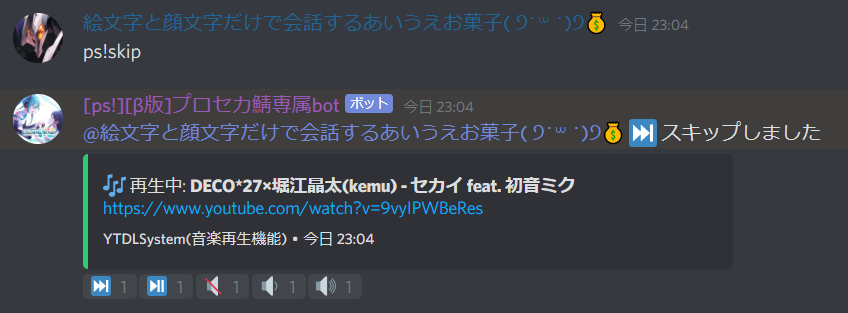 絵文字と顔文字だけで会話するあいうえお菓子( ੭ ˙꒳ ˙)੭💰 今日 23:04
ps!skip
[ps!][β版]プロセカ鯖専属bot ボット 今日 23:04
@絵文字と顔文字だけで会話するあいうえお菓子( ੭ ˙꒳ ˙)੭💰 ⏭ スキップしました
🎶 再生中: DECO*27×堀江晶太(kemu) - セカイ feat. 初音ミク
https://www.youtube.com/watch?v=9vyIPWBeRes
YTDLSystem(音楽再生機能) • 今日 23:04
⏭ 1 ⏯ 1 🔇 1 🔉 1 🔊 1